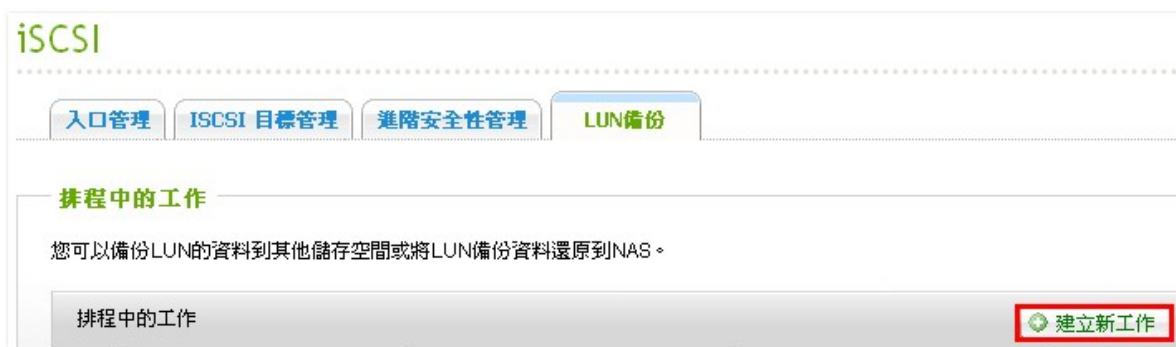 iSCSI
入口管理 ISCSI 目標管理 進階安全性管理 LUN備份
排程中的工作
您可以備份LUN的資料到其他儲存空間或將LUN備份資料還原到NAS。
排程中的工作 建立新工作